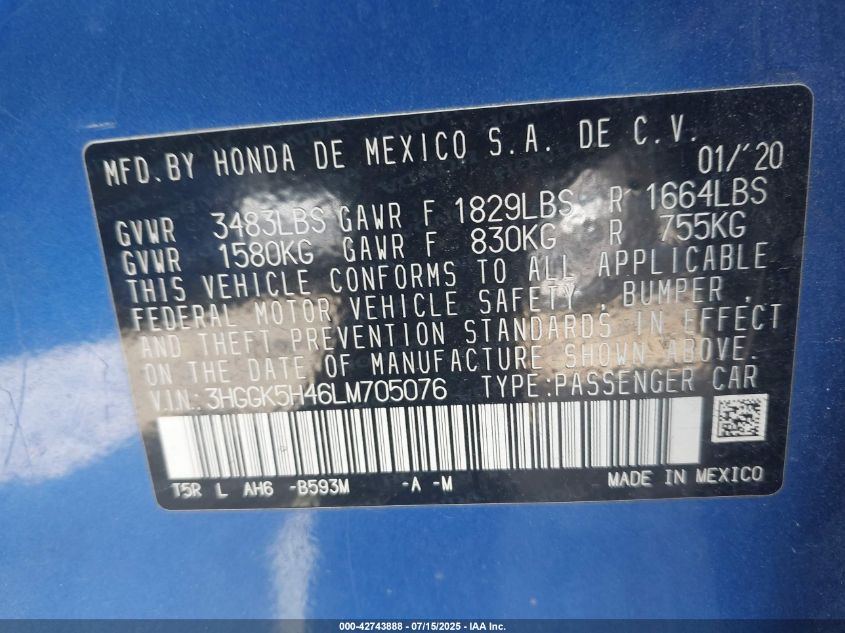 MFD.BY HONDA DE MEXICO S.A. DE C.V.
01/'20
GVWR 3483LBS GAWR F 1829LBS R 1664LBS
GVWR 1580KG GAWR F 830KG R 755KG
THIS VEHICLE CONFORMS TO ALL APPLICABLE
FEDERAL MOTOR VEHICLE SAFETY, BUMPER,
AND THEFT PREVENTION STANDARDS IN EFFECT
ON THE DATE OF MANUFACTURE SHOWN ABOVE.
V.I.N.: 3HGGK5H46LM705076 TYPE:PASSENGER CAR
T5R L AH6 -B593M -A -M MADE IN MEXICO
000-42743888 - 07/15/2025 - IAA Inc.